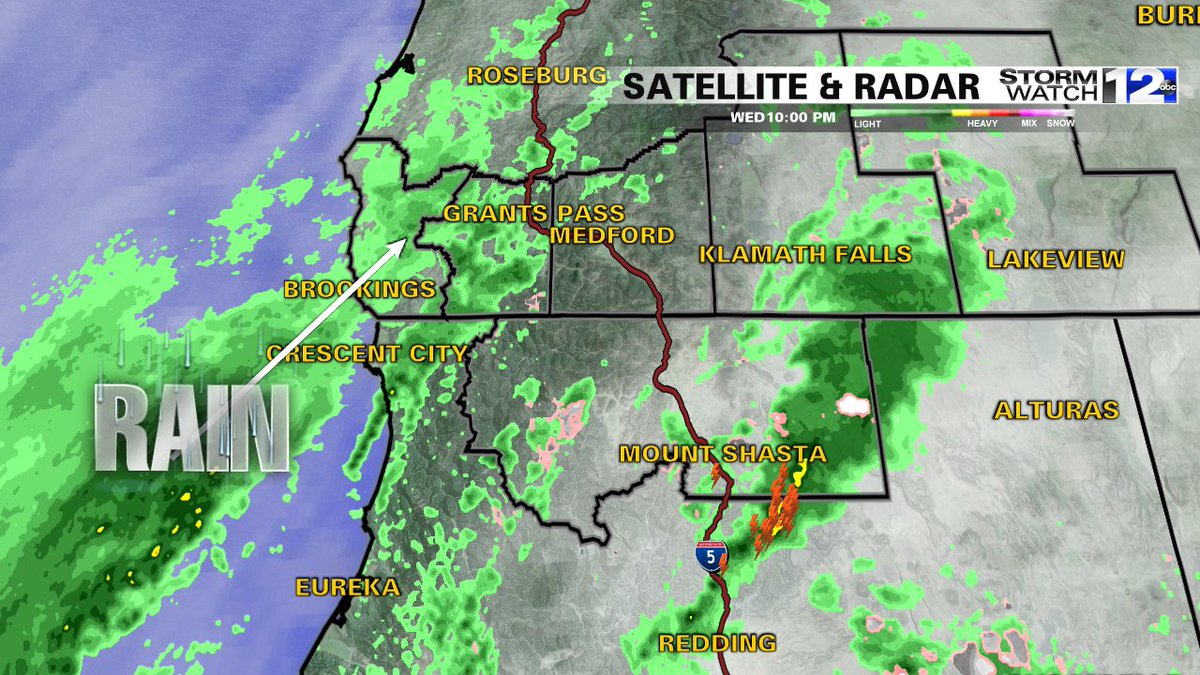 BURN
ROSEBURG
SATELLITE & RADAR
STORM WATCH 12 abc
WED 10:00 PM
LIGHT HEAVY MIX SNOW
GRANTS PASS
MEDFORD
KLAMATH FALLS
LAKEVIEW
BROOKINGS
CRESCENT CITY
RAIN
ALTURAS
MOUNT SHASTA
5
EUREKA
REDDING